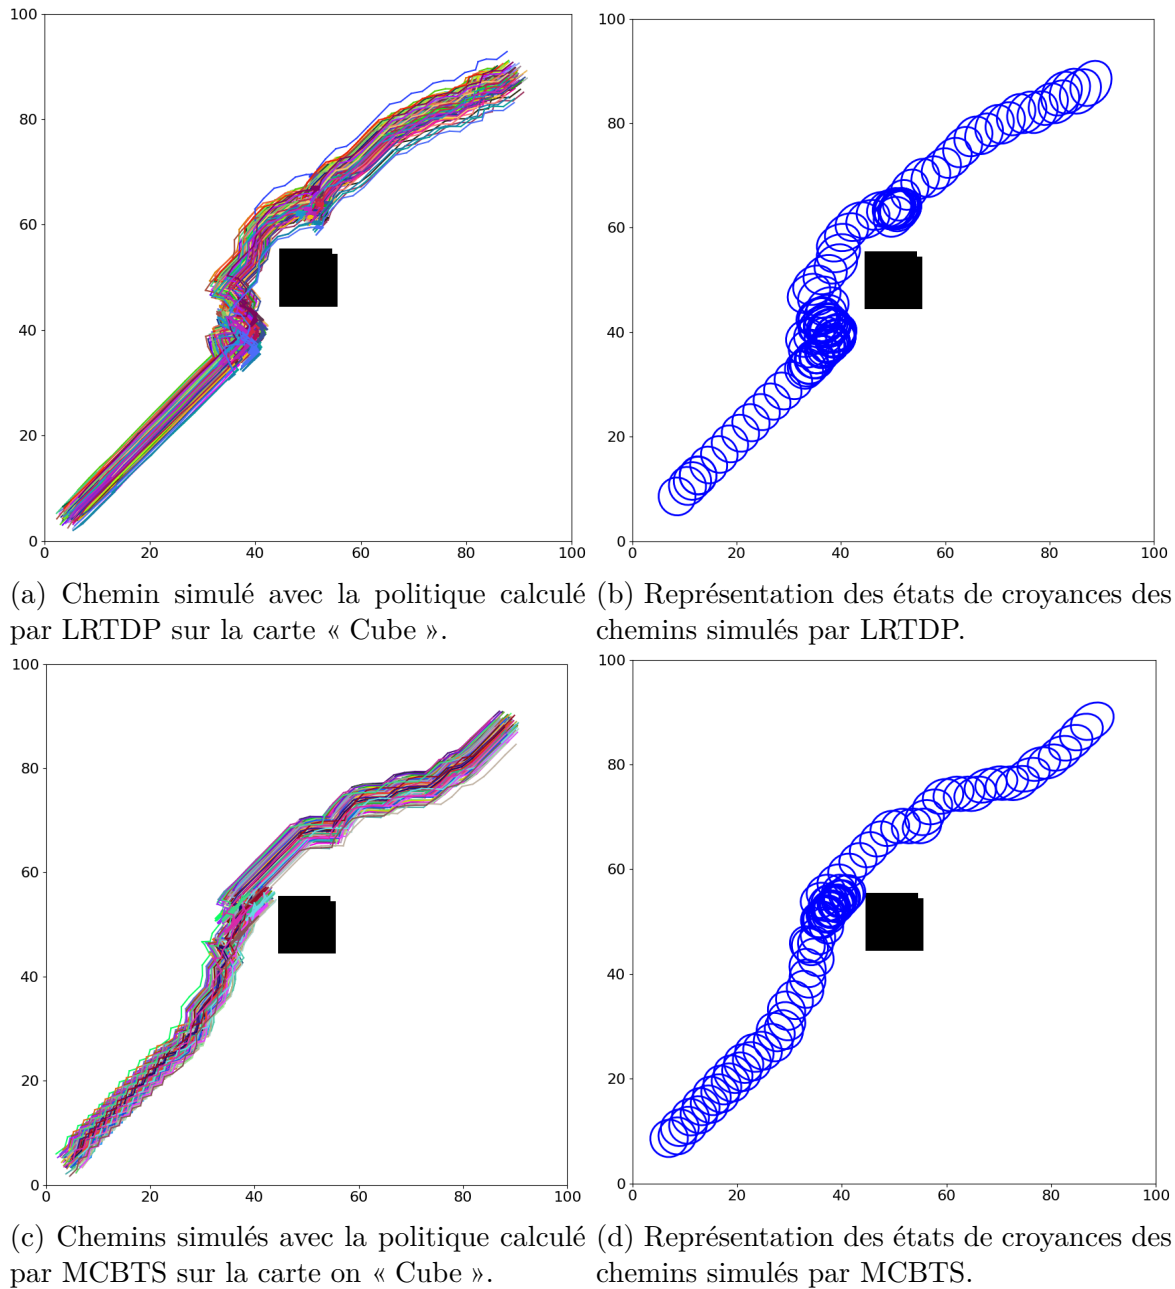 100
80
60
40
20
0
0 20 40 60 80 100
100
80
60
40
20
0
0 20 40 60 80 100
(a) Chemin simulé avec la politique calculé
par LRTDP sur la carte « Cube ».
(b) Représentation des états de croyances des
chemins simulés par LRTDP.
100
80
60
40
20
0
0 20 40 60 80 100
100
80
60
40
20
0
0 20 40 60 80 100
(c) Chemins simulés avec la politique calculé
par MCBTS sur la carte on « Cube ».
(d) Représentation des états de croyances des
chemins simulés par MCBTS.